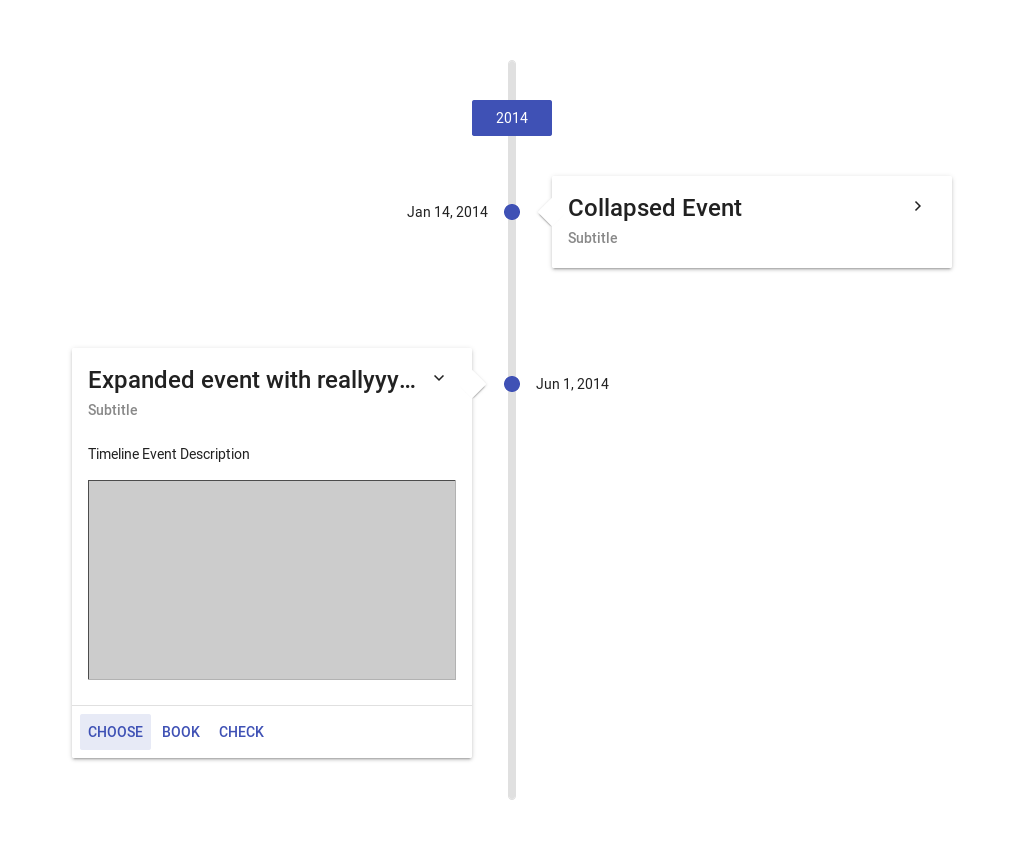 2014
Jan 14, 2014
Collapsed Event
Subtitle
Expanded event with reallyyy...
Jun 1, 2014
Subtitle
Timeline Event Description
CHOOSE BOOK CHECK